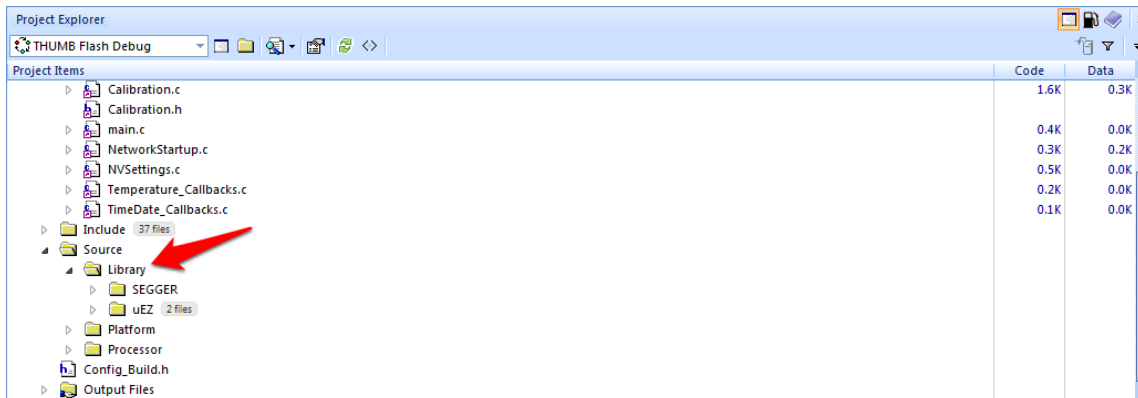 Project Explorer
THUMB Flash Debug
Project Items Code Data
Calibration.c 1.6K 0.3K
Calibration.h
main.c 0.4K 0.0K
NetworkStartup.c 0.3K 0.2K
NVSettings.c 0.5K 0.0K
Temperature_Callbacks.c 0.2K 0.0K
TimeDate_Callbacks.c 0.1K 0.0K
Include 37 files
Source
Library
SEGGER
uEZ 2 files
Platform
Processor
Config_Build.h
Output Files